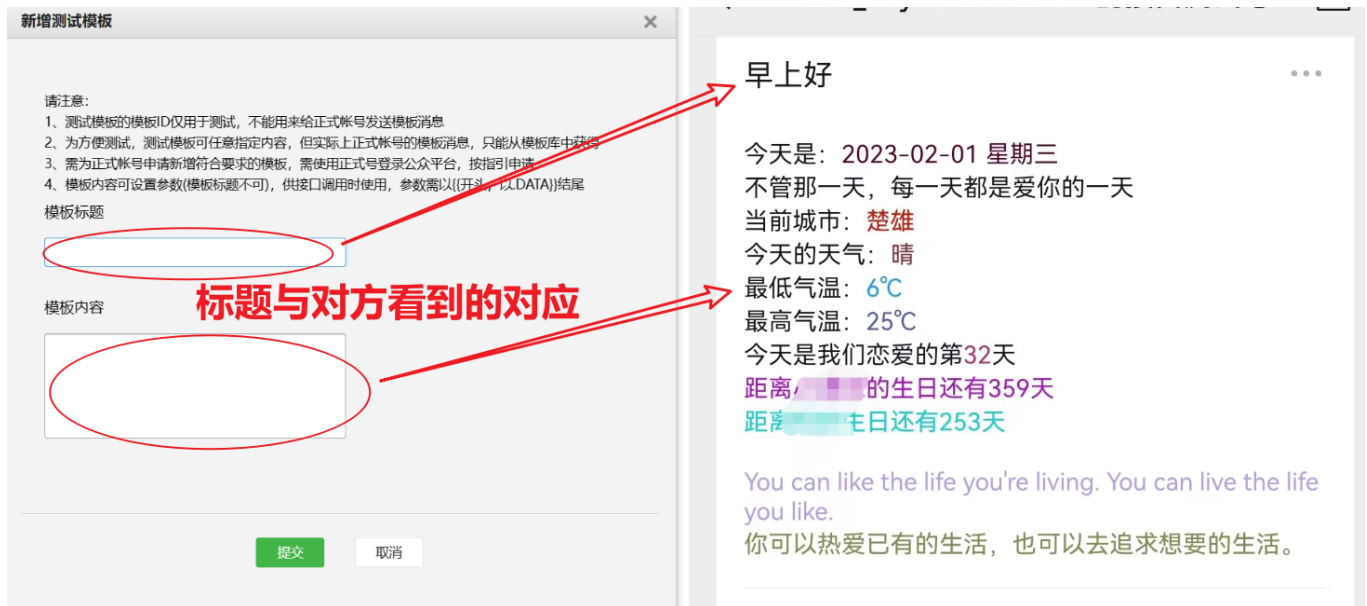 新增测试模板
请注意：
1、测试模板的模板ID仅用于测试，不能用来给正式帐号发送模板消息
2、为方便测试，测试模板可任意指定内容，但实际上正式帐号的模板消息，只能从模板库中获得
3、需为正式帐号申请新增符合要求的模板，需使用正式号登录公众平台，按指引申请
4、模板内容可设置参数(模板标题不可)，供接口调用时使用，参数需以{{开头，以.DATA}}结尾
模板标题
标题与对方看到的对应
模板内容
提交
取消
早上好
今天是：2023-02-01 星期三
不管那一天，每一天都是爱你的一天
当前城市：楚雄
今天的天气：晴
最低气温：6℃
最高气温：25℃
今天是我们恋爱的第32天
距离 的生日还有359天
距离 生日还有253天
You can like the life you're living. You can live the life
you like.
你可以热爱已有的生活，也可以去追求想要的生活。